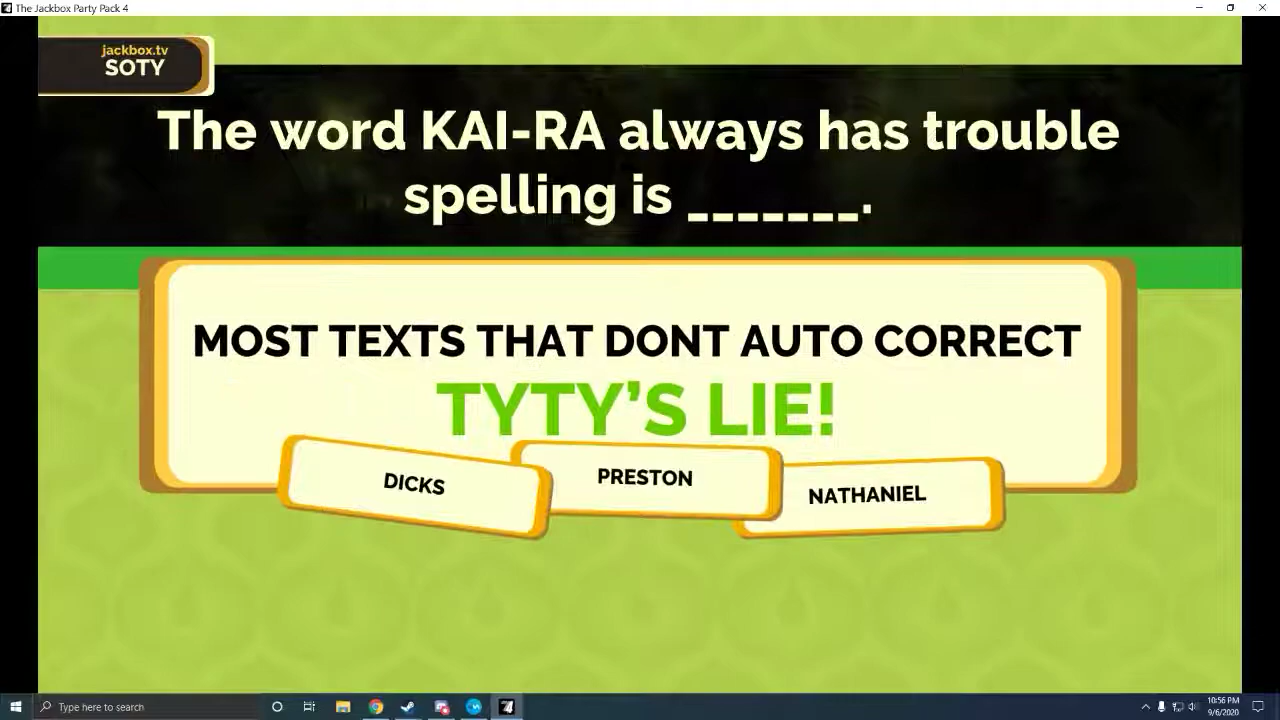 The Jackbox Party Pack 4
jackbox.tv
SOTY
The word KAI-RA always has trouble
spelling is _______.
MOST TEXTS THAT DONT AUTO CORRECT
TYTY'S LIE!
DICKS
PRESTON
NATHANIEL
Type here to search
10:56 PM
9/6/2020